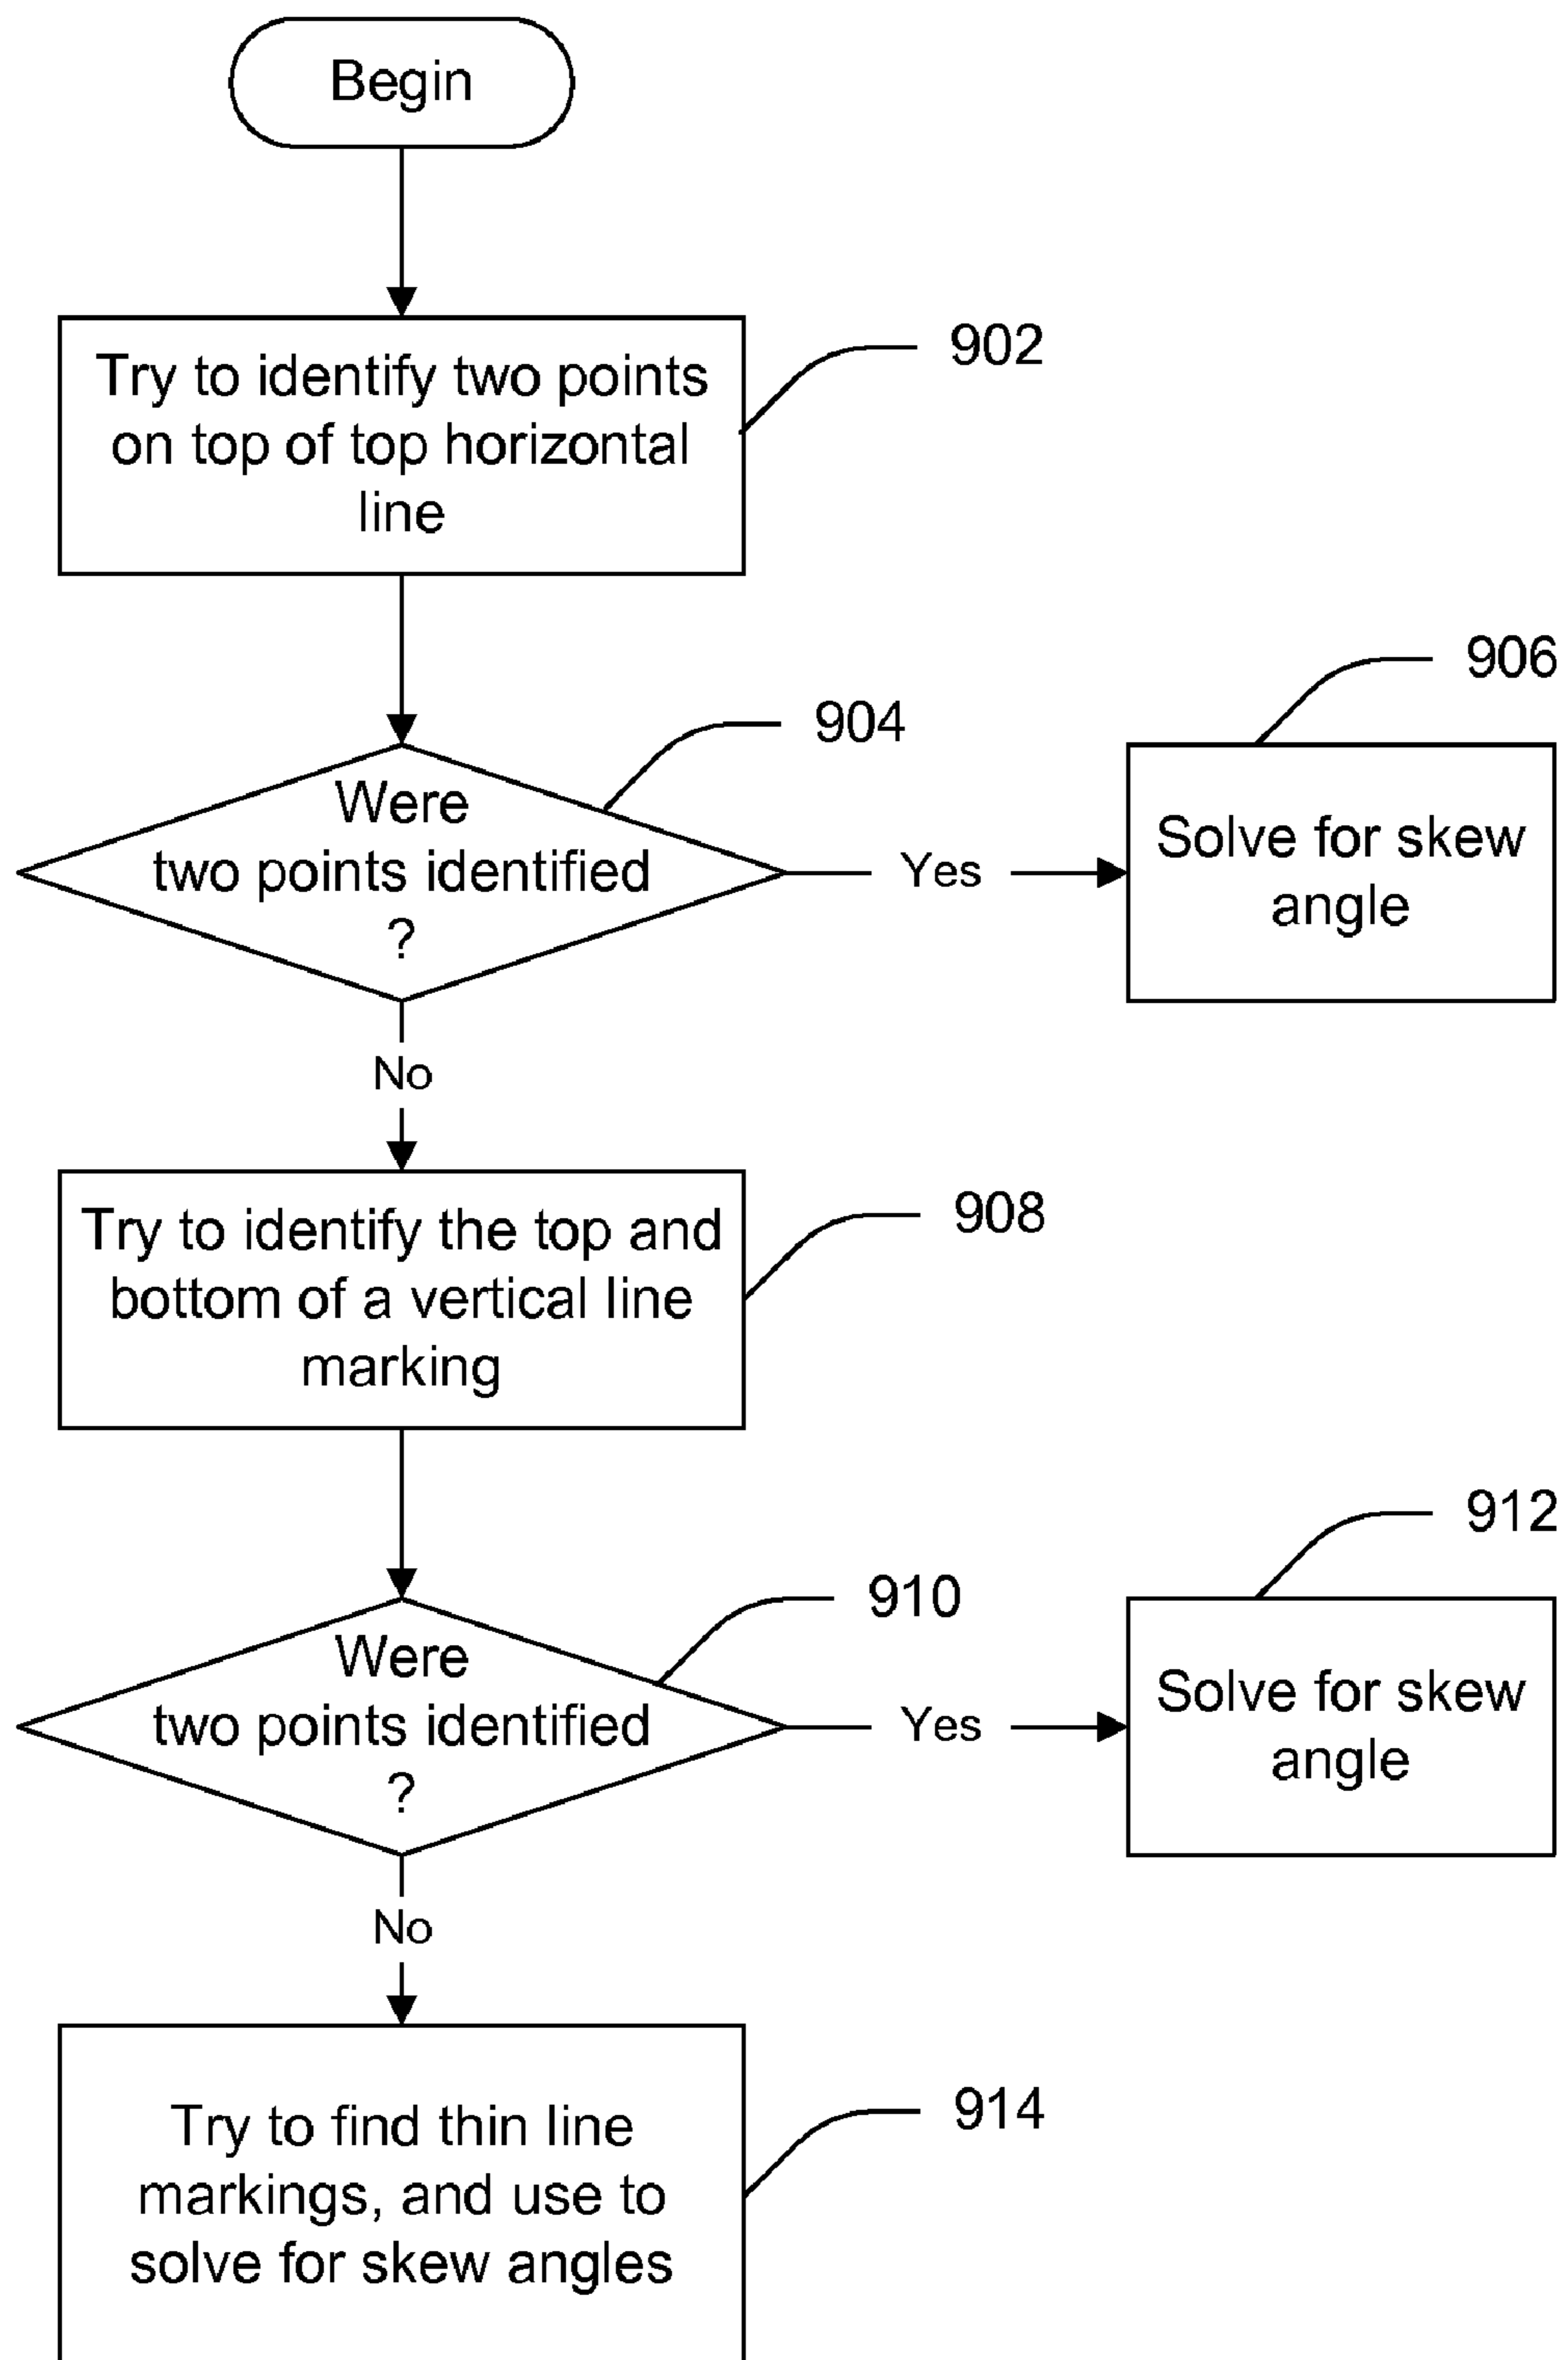 Begin
Try to identify two points
on top of top horizontal
line
902
Were
two points identified
?
904
Yes
906
Solve for skew
angle
No
Try to identify the top and
bottom of a vertical line
marking
908
Were
two points identified
?
910
Yes
912
Solve for skew
angle
No
Try to find thin line
markings, and use to
solve for skew angles
914